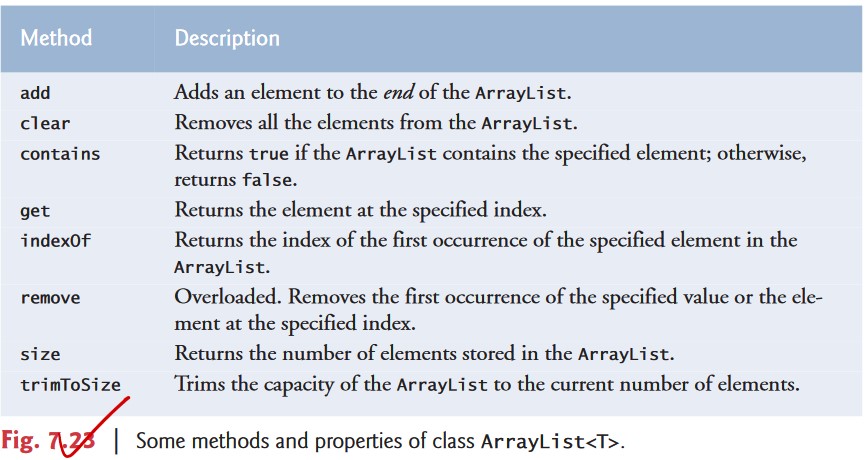 Method Description
add Adds an element to the end of the ArrayList.
clear Removes all the elements from the ArrayList.
contains Returns true if the ArrayList contains the specified element; otherwise,
returns false.
get Returns the element at the specified index.
indexOf Returns the index of the first occurrence of the specified element in the
ArrayList.
remove Overloaded. Removes the first occurrence of the specified value or the ele-
ment at the specified index.
size Returns the number of elements stored in the ArrayList.
trimToSize Trims the capacity of the ArrayList to the current number of elements.
Fig. 7.23 | Some methods and properties of class ArrayList<T>.